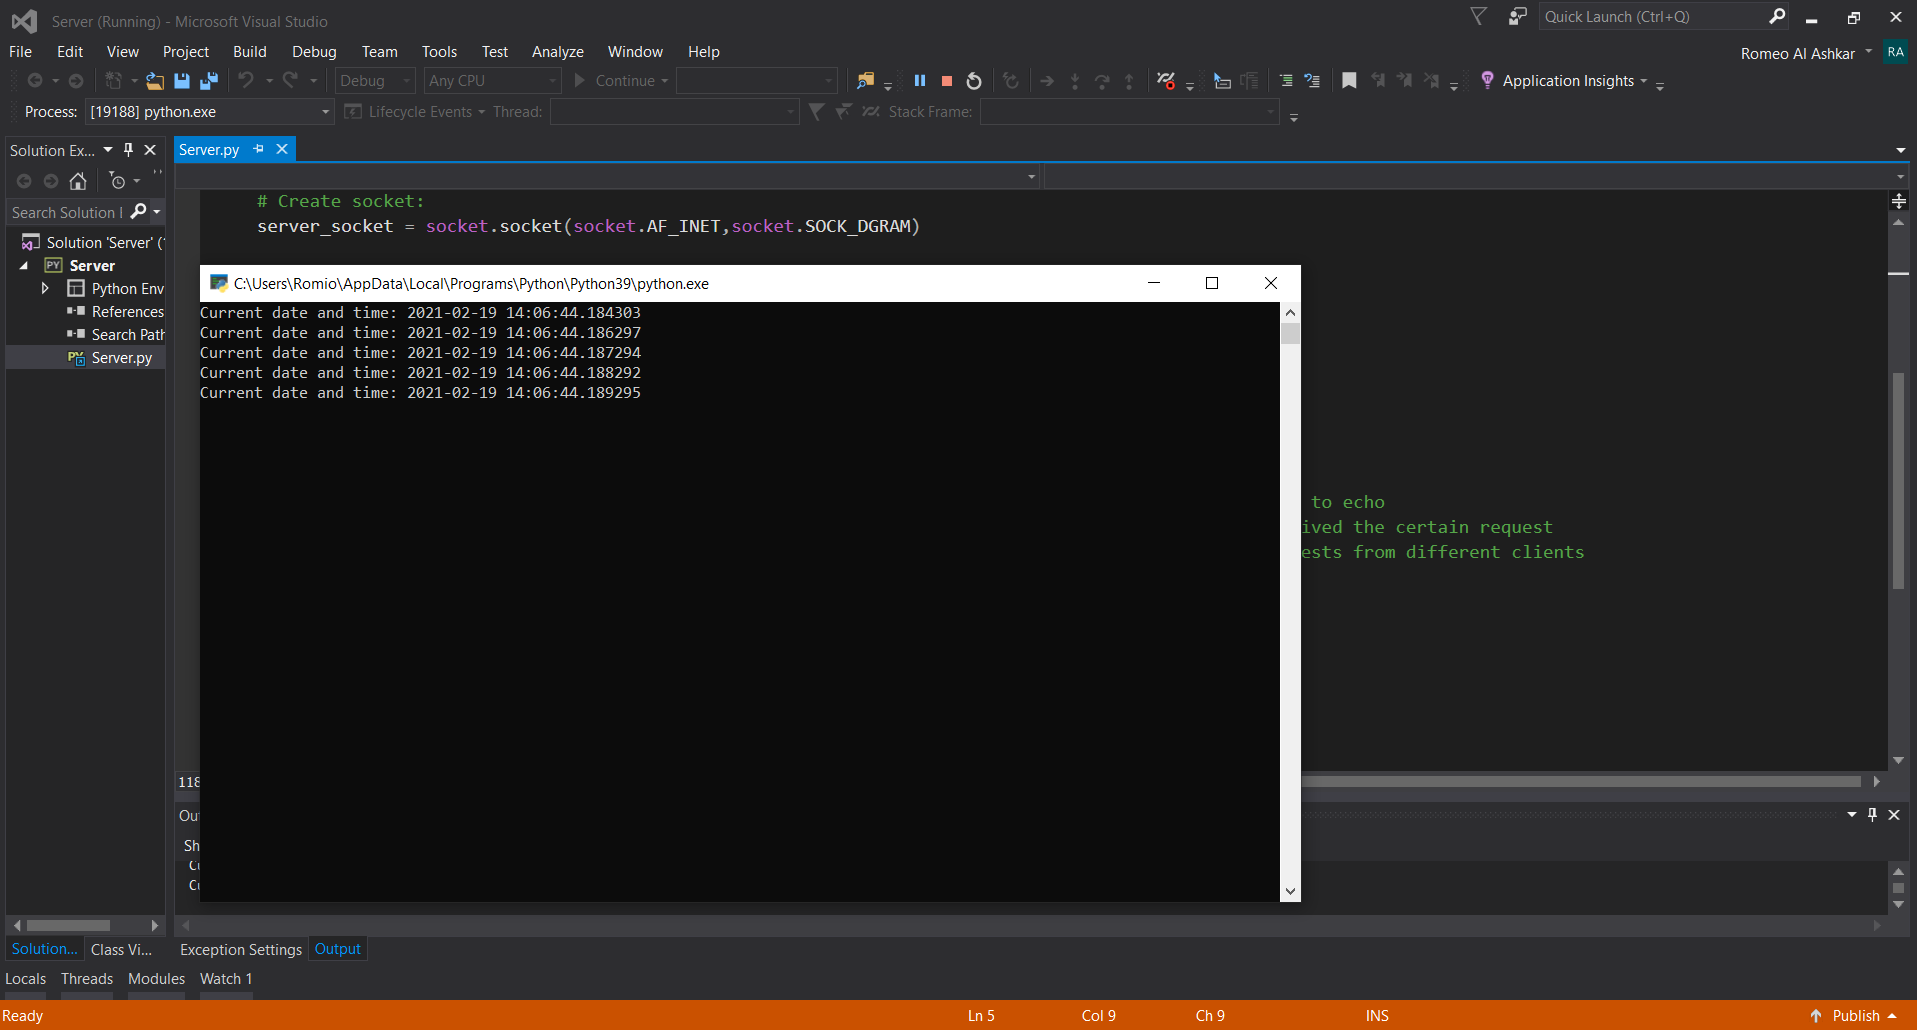 Server (Running) - Microsoft Visual Studio
Quick Launch (Ctrl+Q)
File Edit View Project Build Debug Team Tools Test Analyze Window Help
Romeo Al Ashkar RA
Debug Any CPU Continue Application Insights
Process: [19188] python.exe Lifecycle Events Thread: Stack Frame:
Solution Ex...
Server.py
Search Solution
# Create socket:
server_socket = socket.socket(socket.AF_INET,socket.SOCK_DGRAM)
Solution 'Server' (
PY Server
Python Env
References
Search Path
PY Server.py
C:\Users\Romio\AppData\Local\Programs\Python\Python39\python.exe
Current date and time: 2021-02-19 14:06:44.184303
Current date and time: 2021-02-19 14:06:44.186297
Current date and time: 2021-02-19 14:06:44.187294
Current date and time: 2021-02-19 14:06:44.188292
Current date and time: 2021-02-19 14:06:44.189295
to echo
ived the certain request
ests from different clients
118
Ou
Sh
Solution... Class Vi...
Exception Settings Output
Locals Threads Modules Watch 1
Ready Ln 5 Col 9 Ch 9 INS Publish